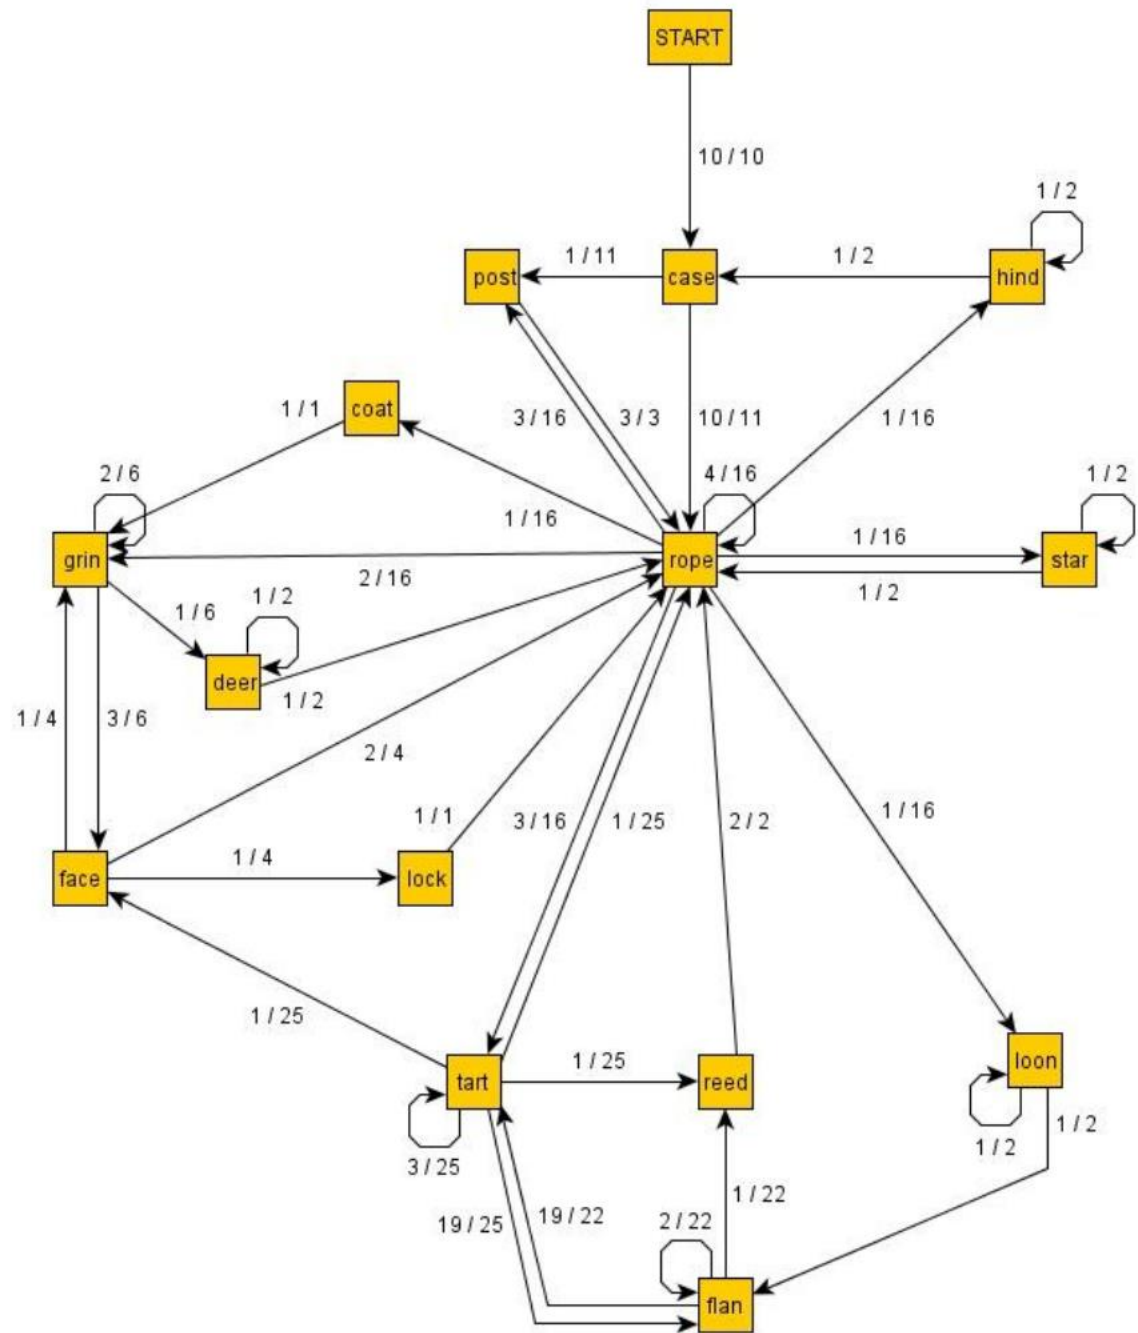 START
10 / 10
1 / 2
post
1 / 11
case
1 / 2
hind
coat
1 / 1
3 / 16
3 / 3
10 / 11
1 / 16
2 / 6
4 / 16
1 / 2
1 / 16
1 / 16
grin
rope
star
2 / 16
1 / 2
1 / 6
1 / 2
deer
1 / 2
1 / 4
3 / 6
2 / 4
1 / 1
3 / 16
1 / 25
2 / 2
1 / 16
face
1 / 4
lock
1 / 25
tart
1 / 25
reed
loon
3 / 25
1 / 2
1 / 2
19 / 25
19 / 22
2 / 22
1 / 22
flan